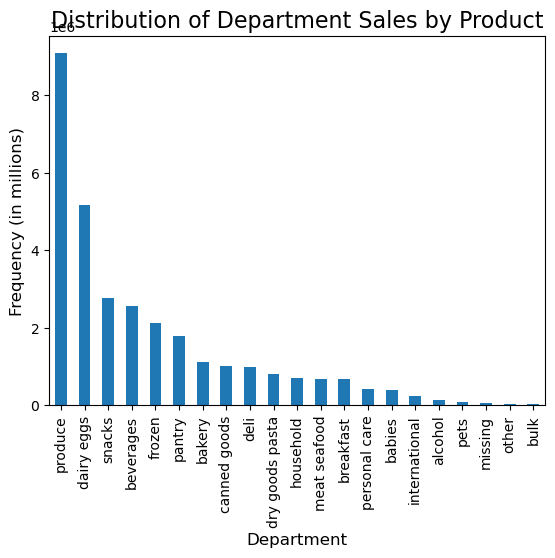 Distribution of Department Sales by Product
1e6
Frequency (in millions)
8
6
4
2
0
produce
dairy eggs
snacks
beverages
frozen
pantry
bakery
canned goods
deli
dry goods pasta
household
meat seafood
breakfast
personal care
babies
international
alcohol
pets
missing
other
bulk
Department